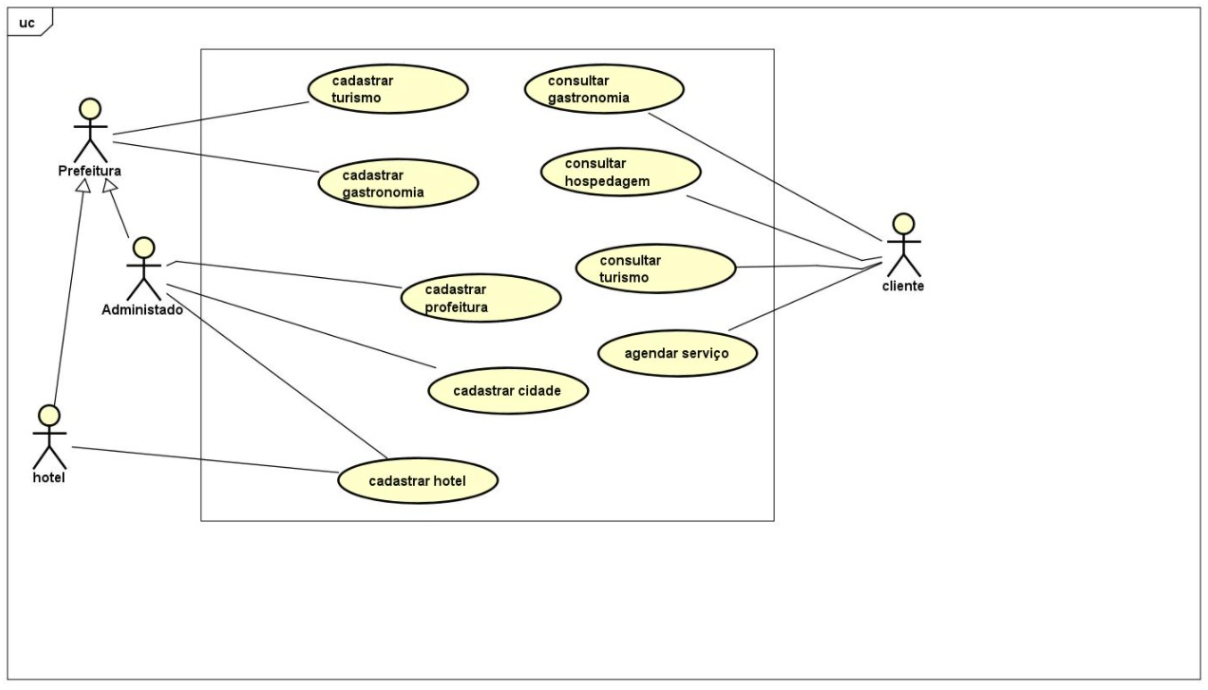 uc
cadastrar
turismo
consultar
gastronomia
Prefeitura
cadastrar
gastronomia
consultar
hospedagem
Administado
cadastrar
profeitura
consultar
turismo
cliente
agendar serviço
cadastrar cidade
hotel
cadastrar hotel